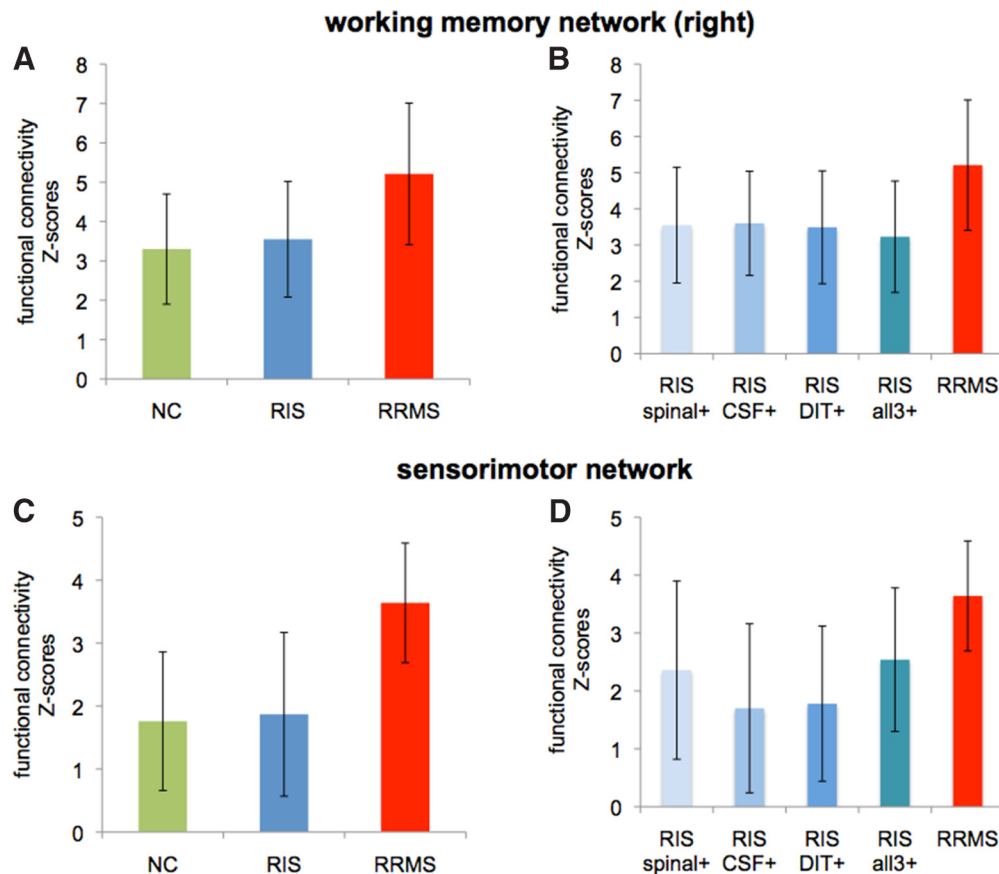 working memory network (right)
A
functional connectivity
Z-scores
8
7
6
5
4
3
2
1
0
NC RIS RRMS
B
functional connectivity
Z-scores
8
7
6
5
4
3
2
1
0
RIS RIS RIS RIS RRMS
spinal+ CSF+ DIT+ all3+
sensorimotor network
C
functional connectivity
Z-scores
5
4
3
2
1
0
NC RIS RRMS
D
functional connectivity
Z-scores
5
4
3
2
1
0
RIS RIS RIS RIS RRMS
spinal+ CSF+ DIT+ all3+